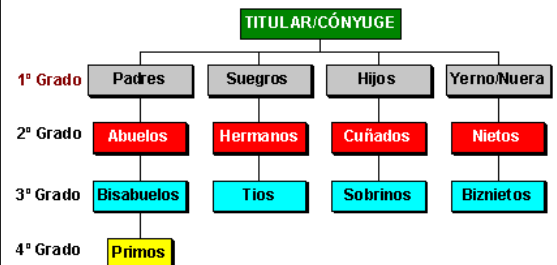 TITULAR/CÓNYUGE
1º Grado Padres Suegros Hijos Yerno/Nuera
2º Grado Abuelos Hermanos Cuñados Nietos
3º Grado Bisabuelos Tios Sobrinos Biznietos
4º Grado Primos